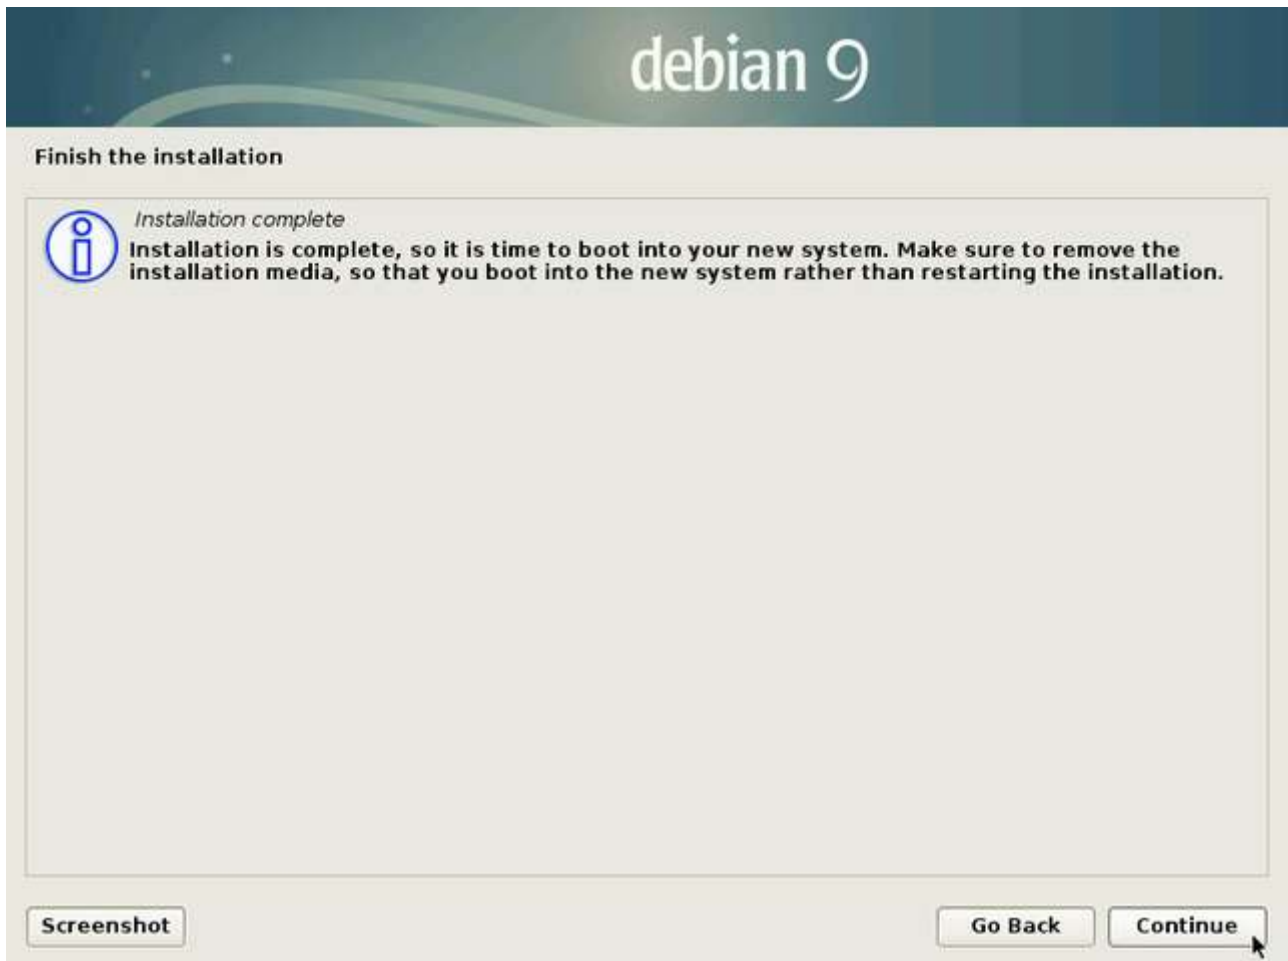 debian 9
Finish the installation
Installation complete
Installation is complete, so it is time to boot into your new system. Make sure to remove the
installation media, so that you boot into the new system rather than restarting the installation.
Screenshot
Go Back
Continue